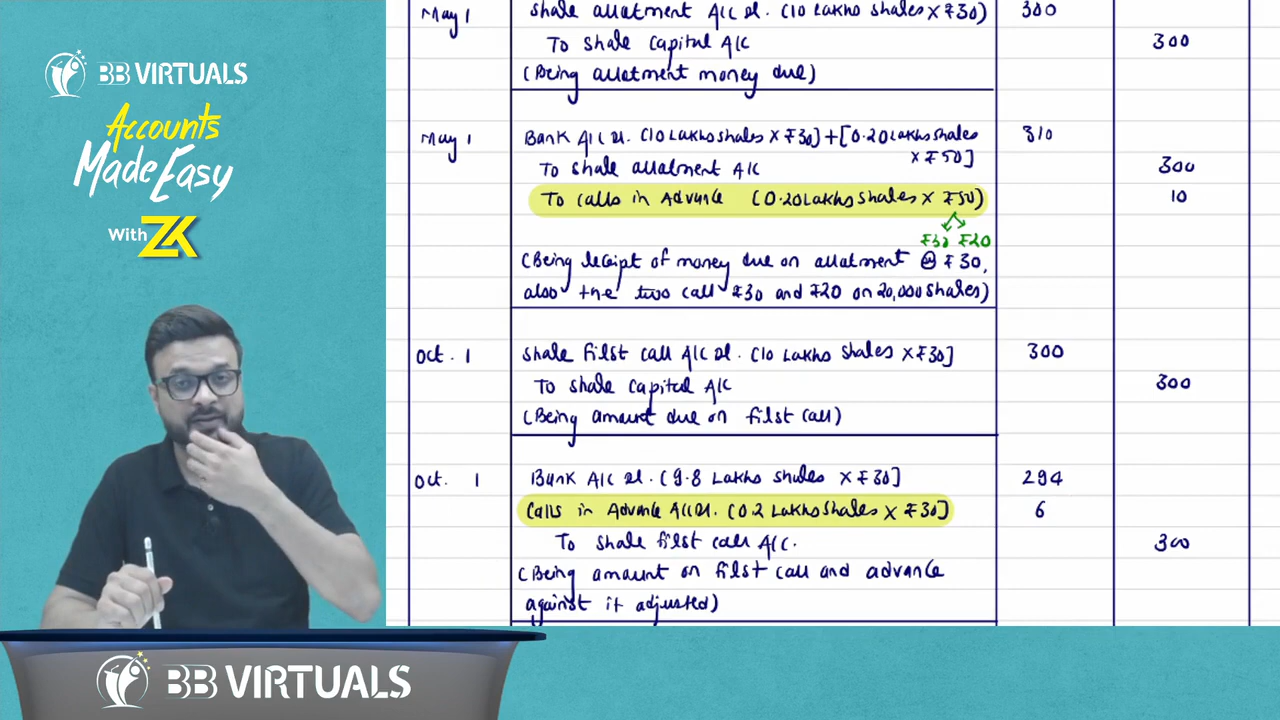 BB VIRTUALS
Accounts
Made Easy
With ZK
May 1 Share allotment A/C Dr. (10 lakhs shares x ₹30) 300
To Share Capital A/C 300
(Being allotment money due)
May 1 Bank A/C Dr. (10 Lakhs shares x ₹30] + [0.20 Lakhs shares 310
x ₹50]
To Share allotment A/C 300
To calls in Advance (0.20 Lakhs Shares x ₹50) 10
₹30 ₹20
(Being receipt of money due on allotment @ ₹30,
also the two call ₹30 and ₹20 on 20,000 Shares)
Oct. 1 Share First call A/C Dr. (10 Lakhs Shares x ₹30] 300
To Share Capital A/C 300
(Being amount due on first call)
Oct. 1 Bank A/C Dr. (9.8 Lakhs Shares x ₹30] 294
Calls in Advance A/C Dr. (0.2 Lakhs Shares x ₹30] 6
To Share first call A/C. 300
(Being amount on first call and advance
against it adjusted)
BB VIRTUALS